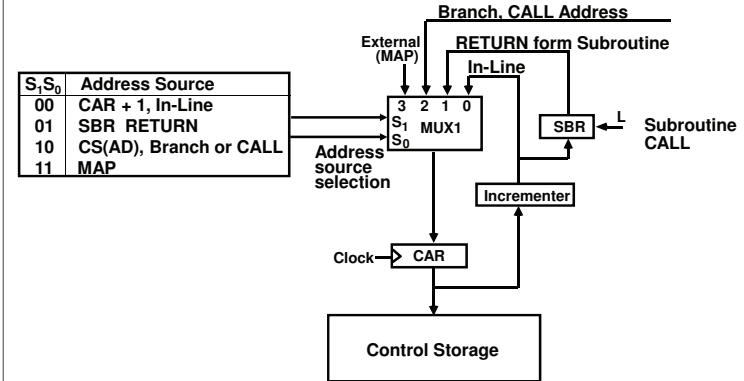 Branch, CALL Address
External
(MAP)
RETURN form Subroutine
In-Line
S1S0 Address Source
00 CAR + 1, In-Line
01 SBR RETURN
10 CS(AD), Branch or CALL
11 MAP
3 2 1 0
S1 MUX1
S0
Address
source
selection
SBR
L
Subroutine
CALL
Incrementer
Clock
CAR
Control Storage